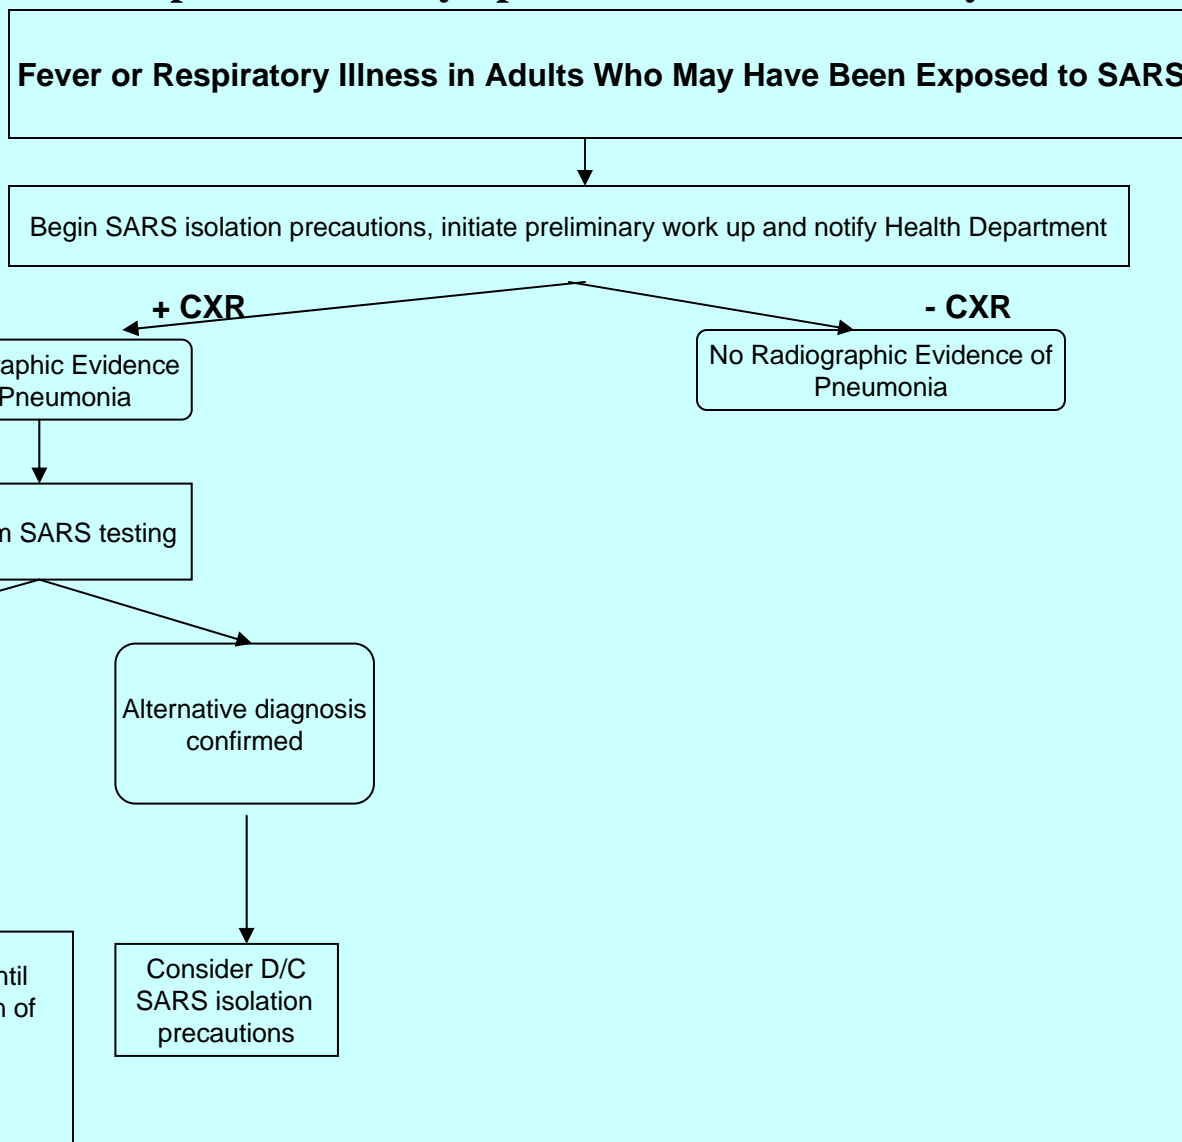 Fever or Respiratory Illness in Adults Who May Have Been Exposed to SARS
Begin SARS isolation precautions, initiate preliminary work up and notify Health Department
+ CXR
- CXR
Evidence
Pneumonia
No Radiographic Evidence of
Pneumonia
SARS testing
Alternative diagnosis
confirmed
of
Consider D/C
SARS isolation
precautions